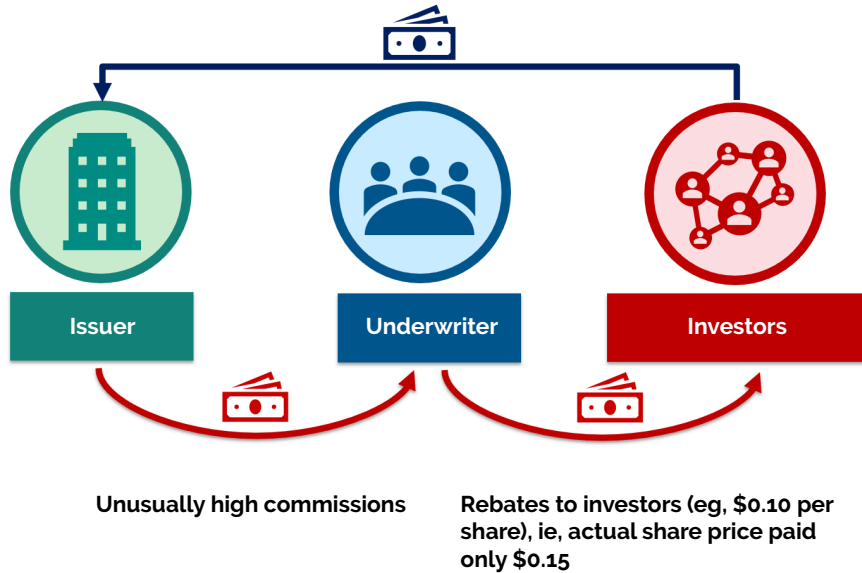 Issuer
Underwriter
Investors
Unusually high commissions
Rebates to investors (eg, $0.10 per
share), ie, actual share price paid
only $0.15